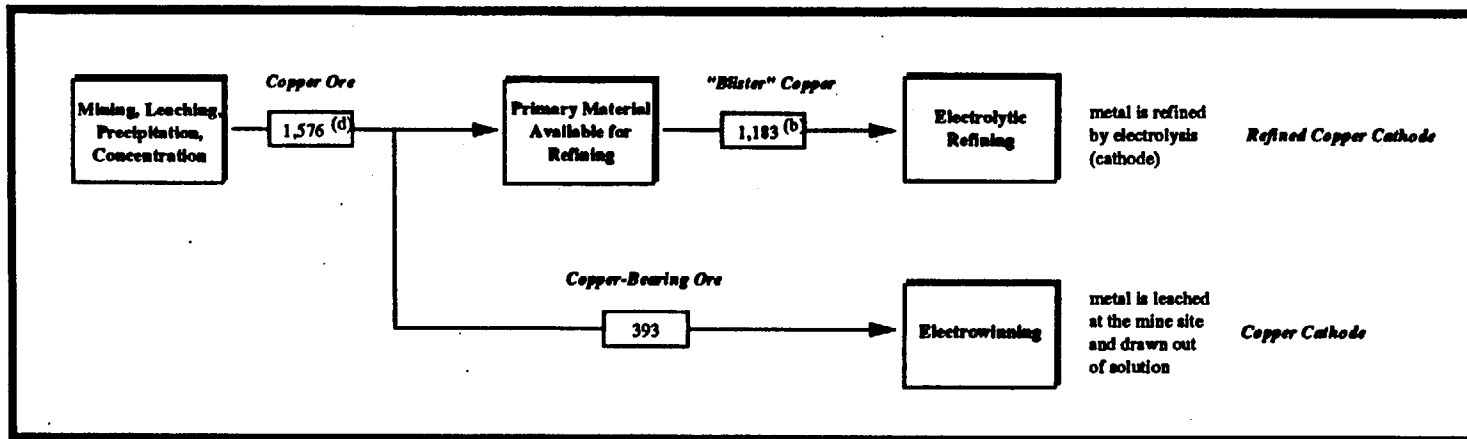 Copper Ore
"Blister" Copper
Mining, Leaching,
Precipitation,
Concentration
1,576 (d)
Primary Material
Available for
Refining
1,183 (b)
Electrolytic
Refining
metal is refined
by electrolysis
(cathode)
Refined Copper Cathode
Copper-Bearing Ore
393
Electrowinning
metal is leached
at the mine site
and drawn out
of solution
Copper Cathode